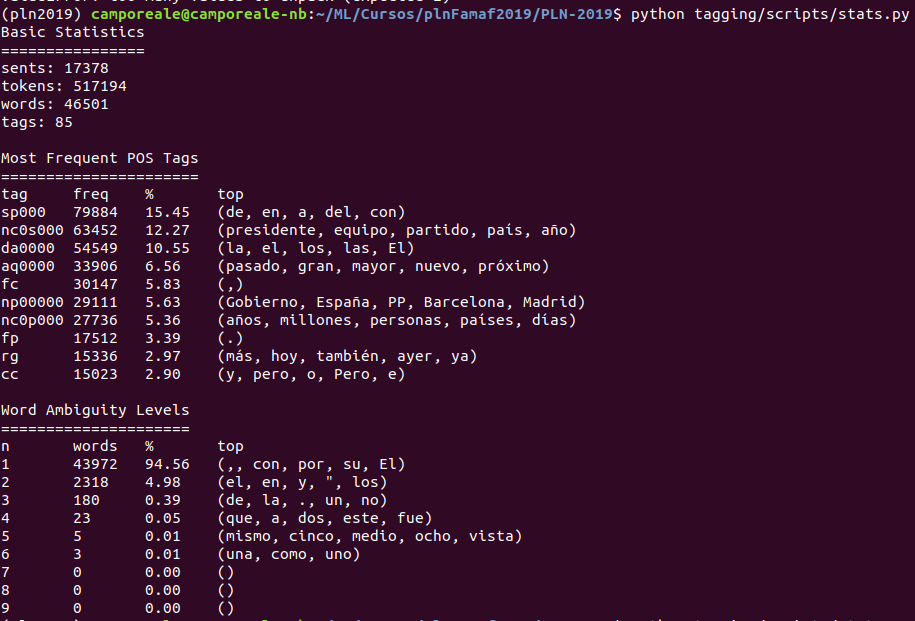 (pln2019) camporeale@camporeale-nb:~/ML/Cursos/plnFamaf2019/PLN-2019$ python tagging/scripts/stats.py
Basic Statistics
================
sents: 17378
tokens: 517194
words: 46501
tags: 85
Most Frequent POS Tags
======================
tag freq % top
sp000 79884 15.45 (de, en, a, del, con)
nc0s000 63452 12.27 (presidente, equipo, partido, país, año)
da0000 54549 10.55 (la, el, los, las, El)
aq0000 33906 6.56 (pasado, gran, mayor, nuevo, próximo)
fc 30147 5.83 (,)
np00000 29111 5.63 (Gobierno, España, PP, Barcelona, Madrid)
nc0p000 27736 5.36 (años, millones, personas, países, días)
fp 17512 3.39 (.)
rg 15336 2.97 (más, hoy, también, ayer, ya)
cc 15023 2.90 (y, pero, o, Pero, e)
Word Ambiguity Levels
=====================
n words % top
1 43972 94.56 (,, con, por, su, El)
2 2318 4.98 (el, en, y, ", los)
3 180 0.39 (de, la, ., un, no)
4 23 0.05 (que, a, dos, este, fue)
5 5 0.01 (mismo, cinco, medio, ocho, vista)
6 3 0.01 (una, como, uno)
7 0 0.00 ()
8 0 0.00 ()
9 0 0.00 ()